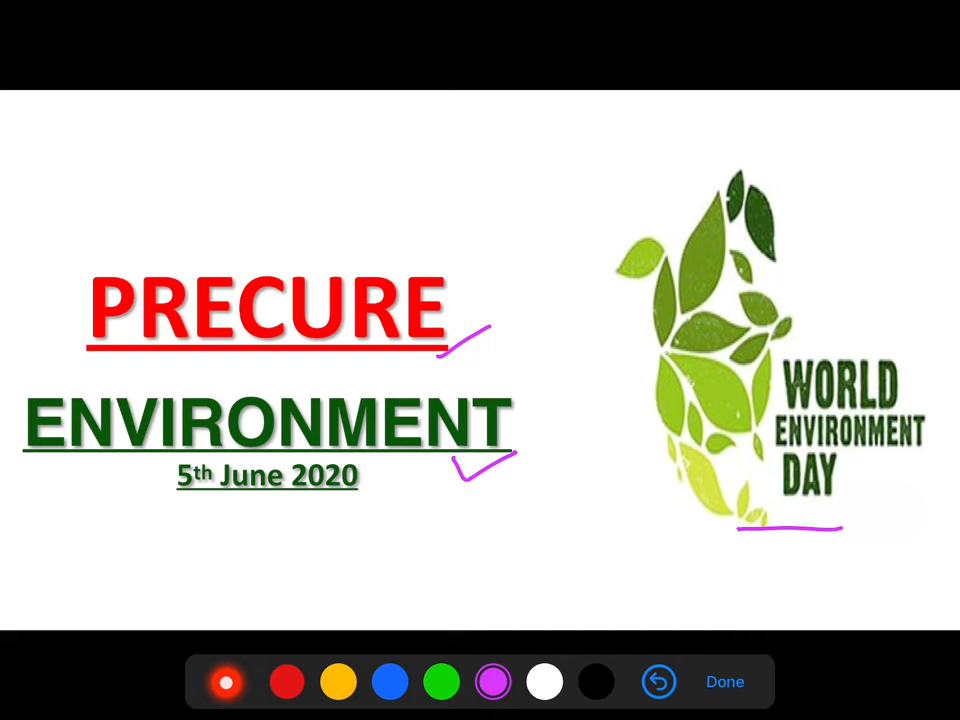 PRECURE
ENVIRONMENT
5th June 2020
WORLD
ENVIRONMENT
DAY
Done